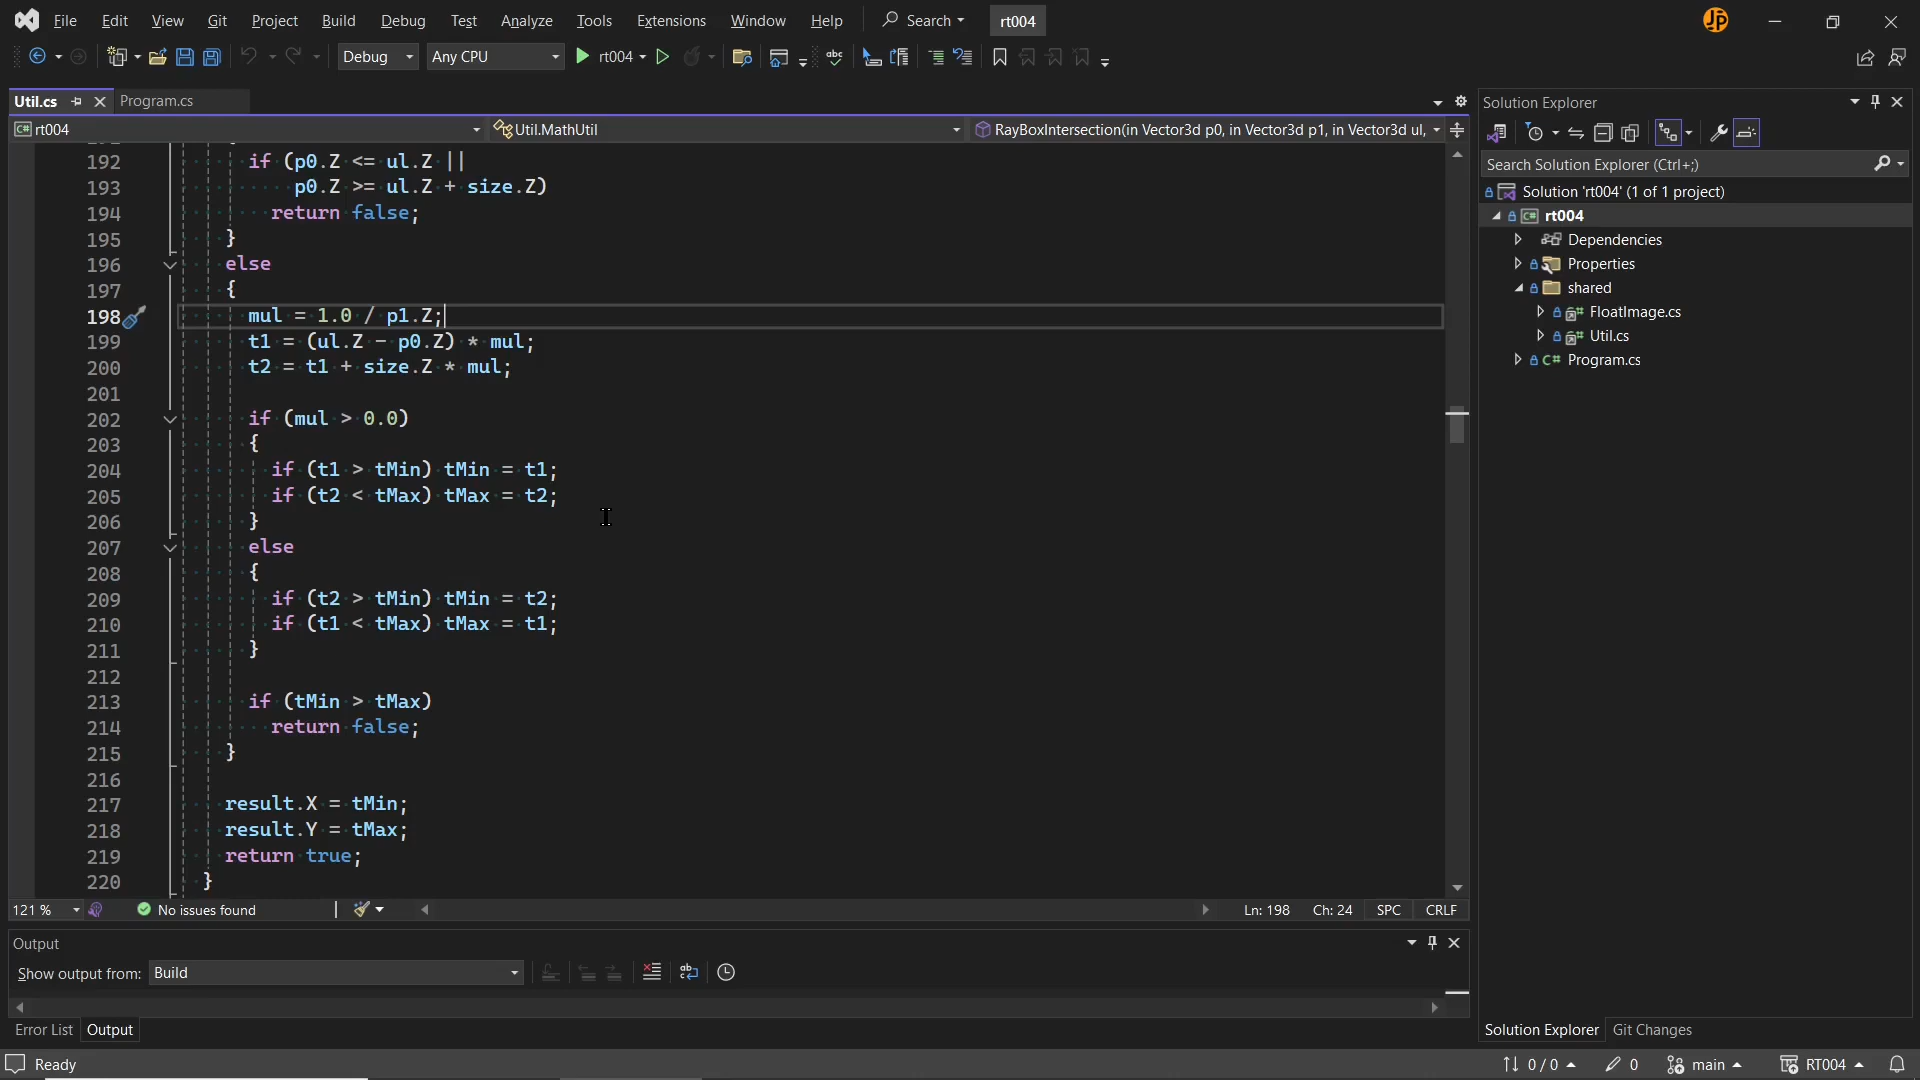 File Edit View Git Project Build Debug Test Analyze Tools Extensions Window Help Search rt004 JP
Debug Any CPU rt004
Util.cs Program.cs
C# rt004 Util.MathUtil RayBoxIntersection(in Vector3d p0, in Vector3d p1, in Vector3d ul,
192 if (p0.Z <= ul.Z ||
193 p0.Z >= ul.Z + size.Z)
194 return false;
195 }
196 else
197 {
198 mul = 1.0 / p1.Z;
199 t1 = (ul.Z - p0.Z) * mul;
200 t2 = t1 + size.Z * mul;
201
202 if (mul > 0.0)
203 {
204 if (t1 > tMin) tMin = t1;
205 if (t2 < tMax) tMax = t2;
206 }
207 else
208 {
209 if (t2 > tMin) tMin = t2;
210 if (t1 < tMax) tMax = t1;
211 }
212
213 if (tMin > tMax)
214 return false;
215 }
216
217 result.X = tMin;
218 result.Y = tMax;
219 return true;
220 }
121 % No issues found Ln: 198 Ch: 24 SPC CRLF
Output
Show output from: Build
Error List Output
Solution Explorer
Search Solution Explorer (Ctrl+;)
Solution 'rt004' (1 of 1 project)
C# rt004
Dependencies
Properties
shared
C# FloatImage.cs
C# Util.cs
C# Program.cs
Solution Explorer Git Changes
Ready 0 / 0 0 main RT004